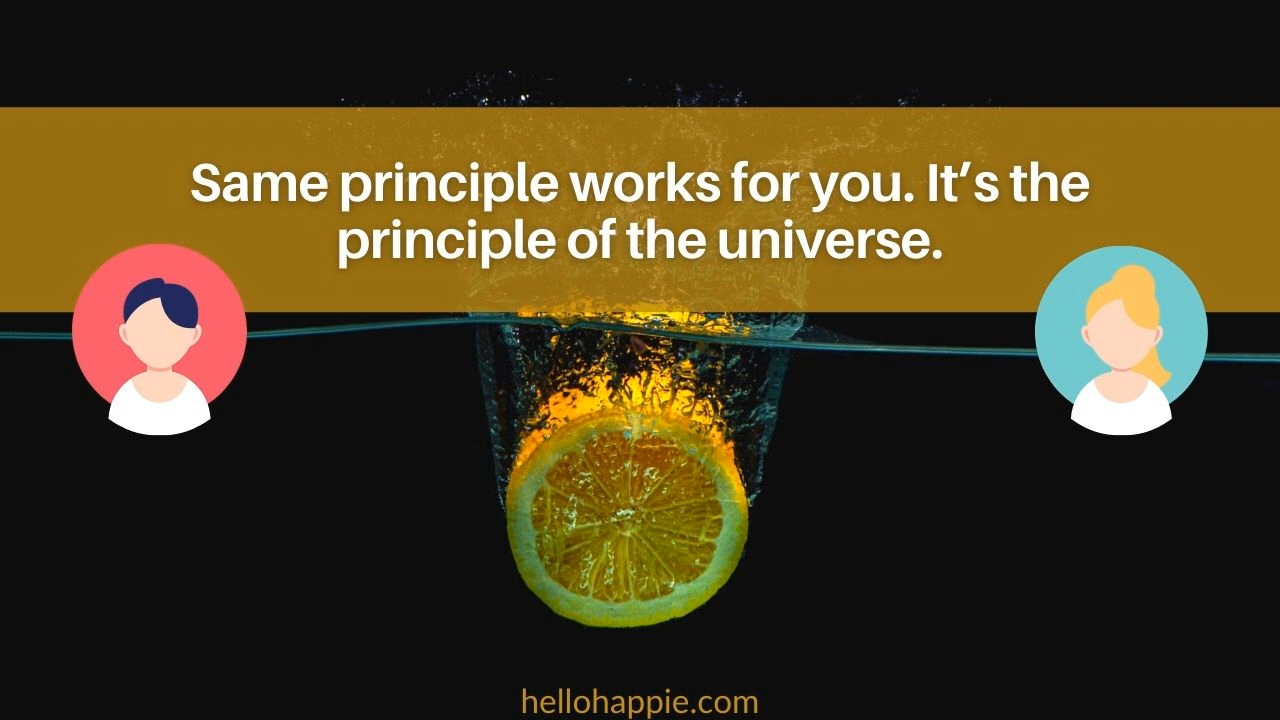 Same principle works for you. It’s the
principle of the universe.
hellohappie.com